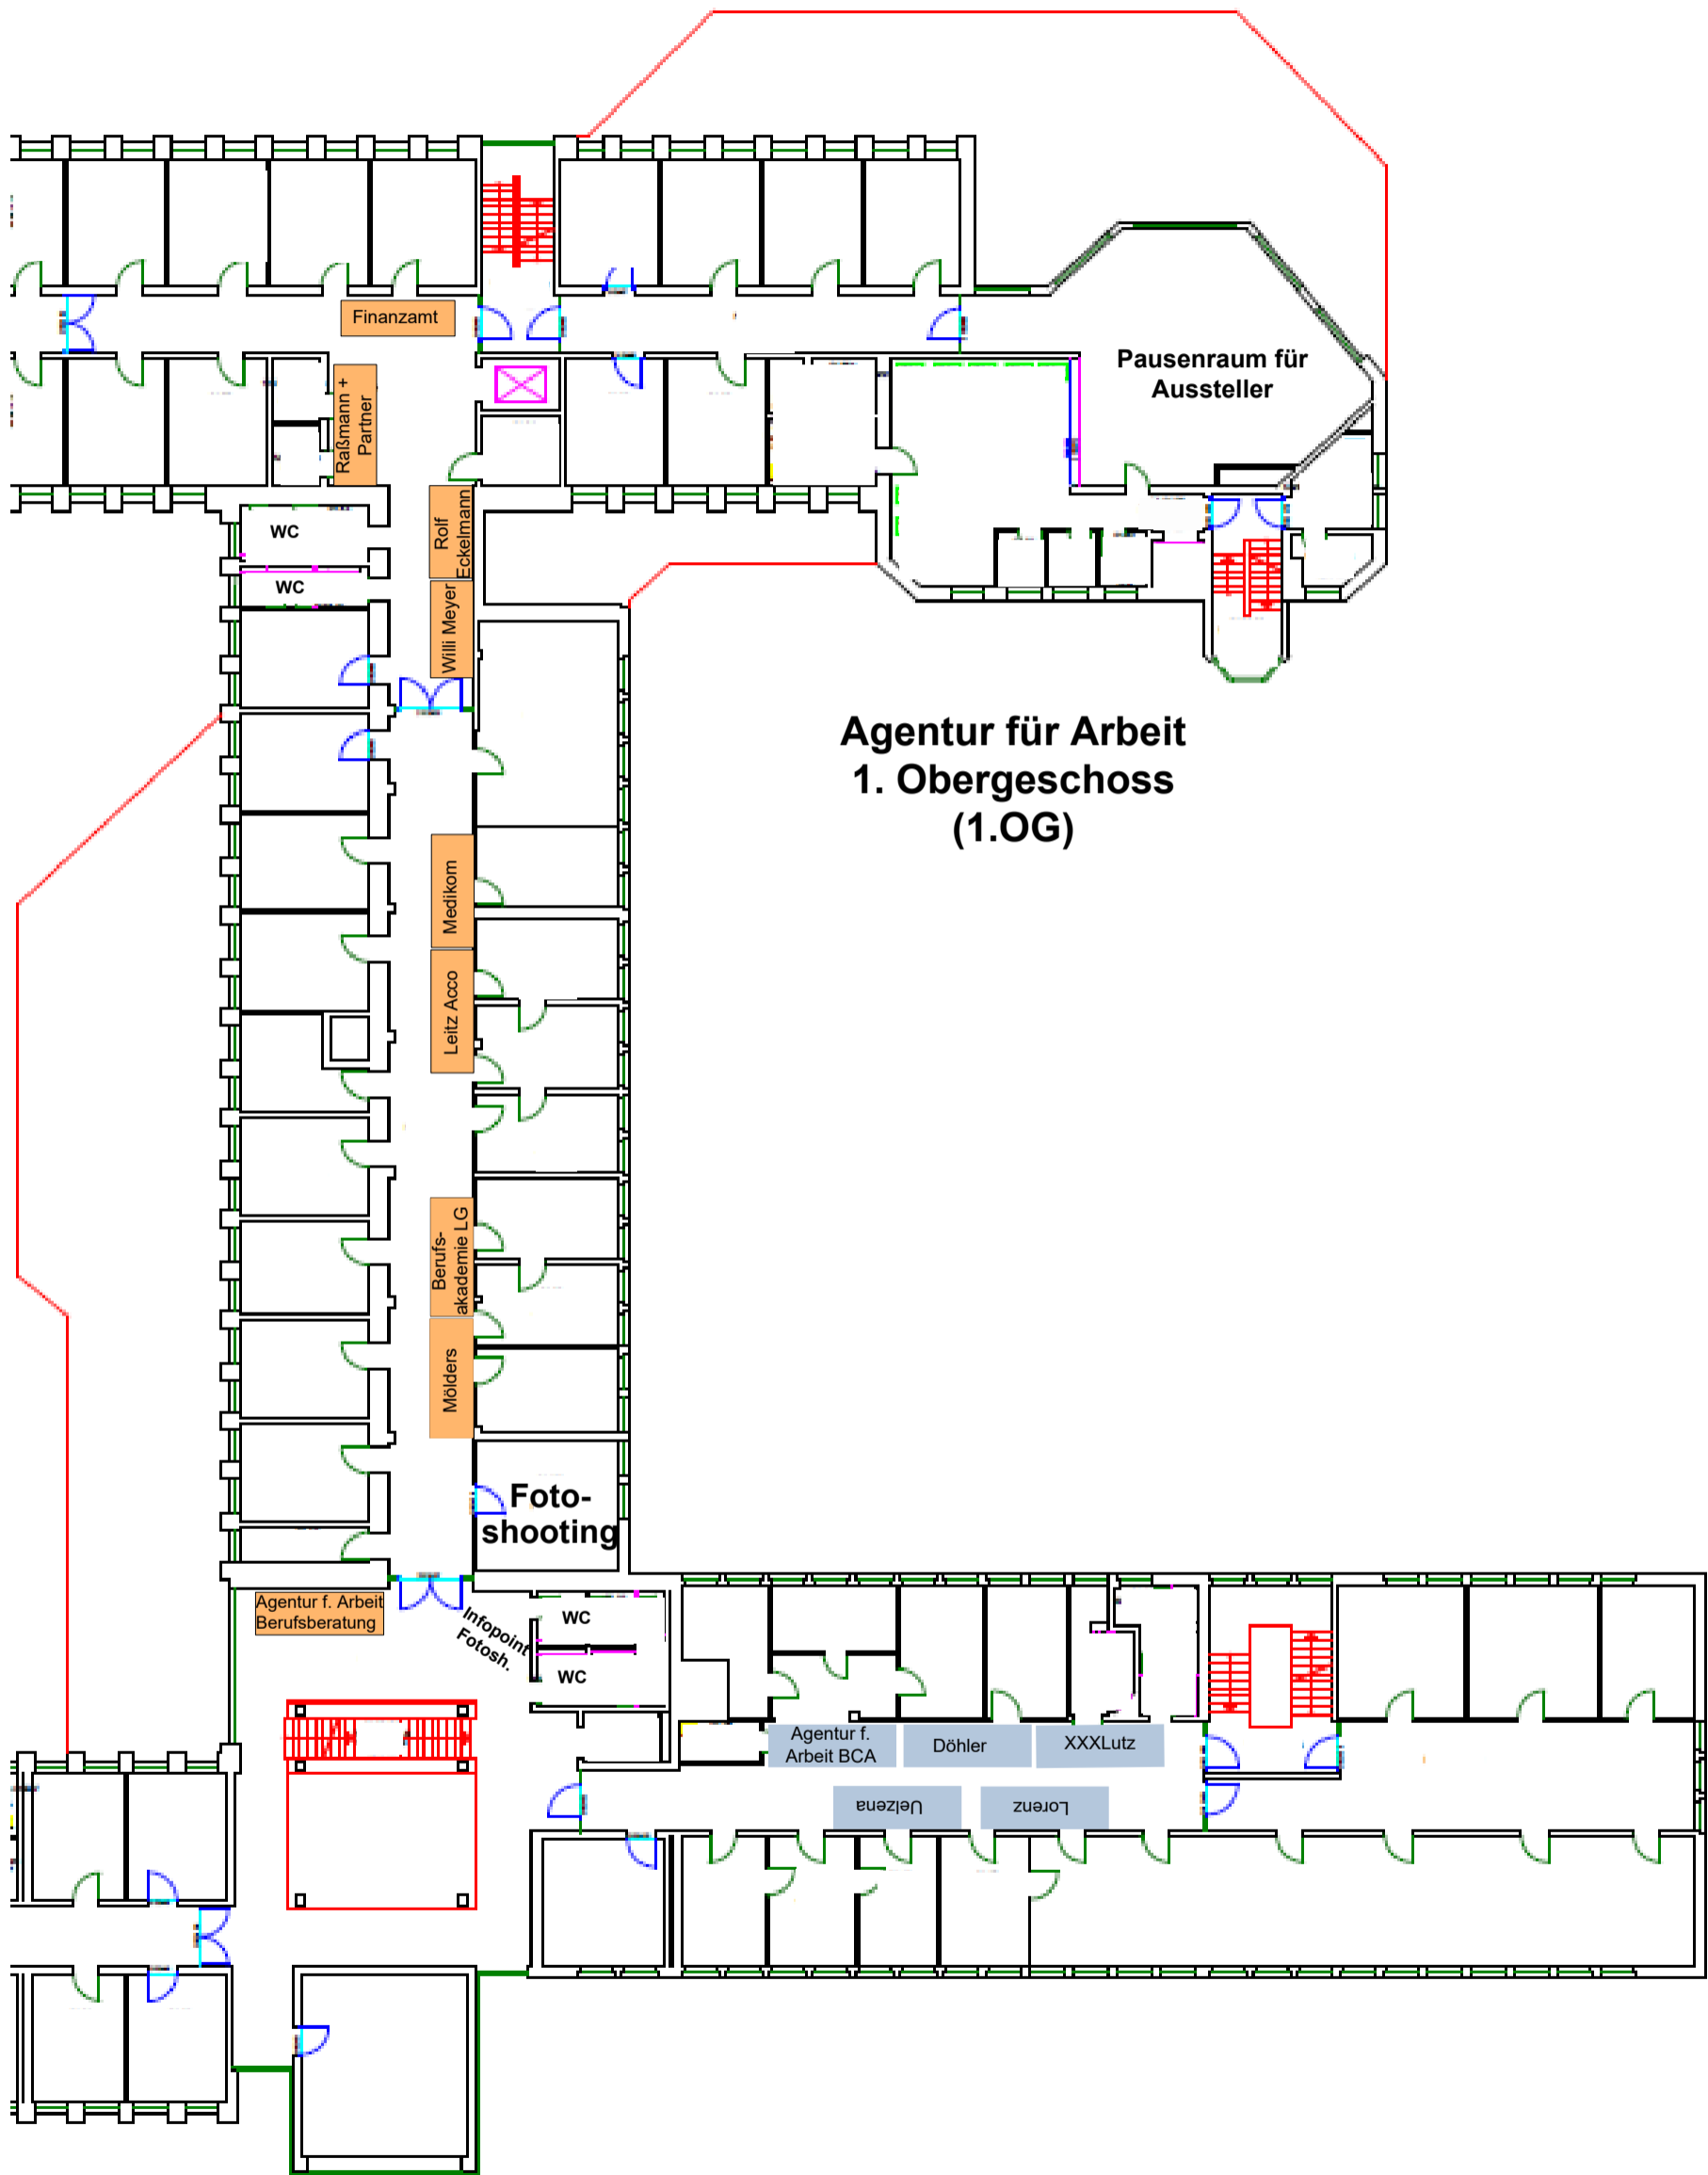 Finanzamt
Raßmann +
Partner
Pausenraum für
Aussteller
Rolf
Eckelmann
WC
WC
Willi Meyer
Agentur für Arbeit
1. Obergeschoss
(1.OG)
Medikom
Leitz Acco
Berufs-
akademie LG
Mölders
Foto-
shooting
Agentur f. Arbeit
Berufsberatung
Infopoint
Fotosh.
WC
WC
Agentur f.
Arbeit BCA
Döhler
XXXLutz
Uelzena
Lorenz